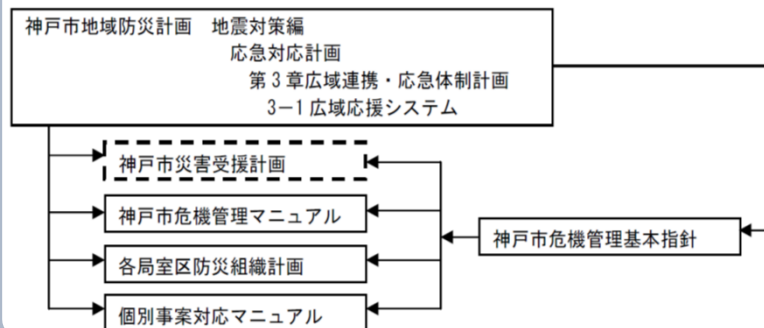 神戸市地域防災計画　地震対策編
応急対応計画
第３章広域連携・応急体制計画
3－1 広域応援システム
神戸市災害受援計画
神戸市危機管理マニュアル
神戸市危機管理基本指針
各局室区防災組織計画
個別事案対応マニュアル